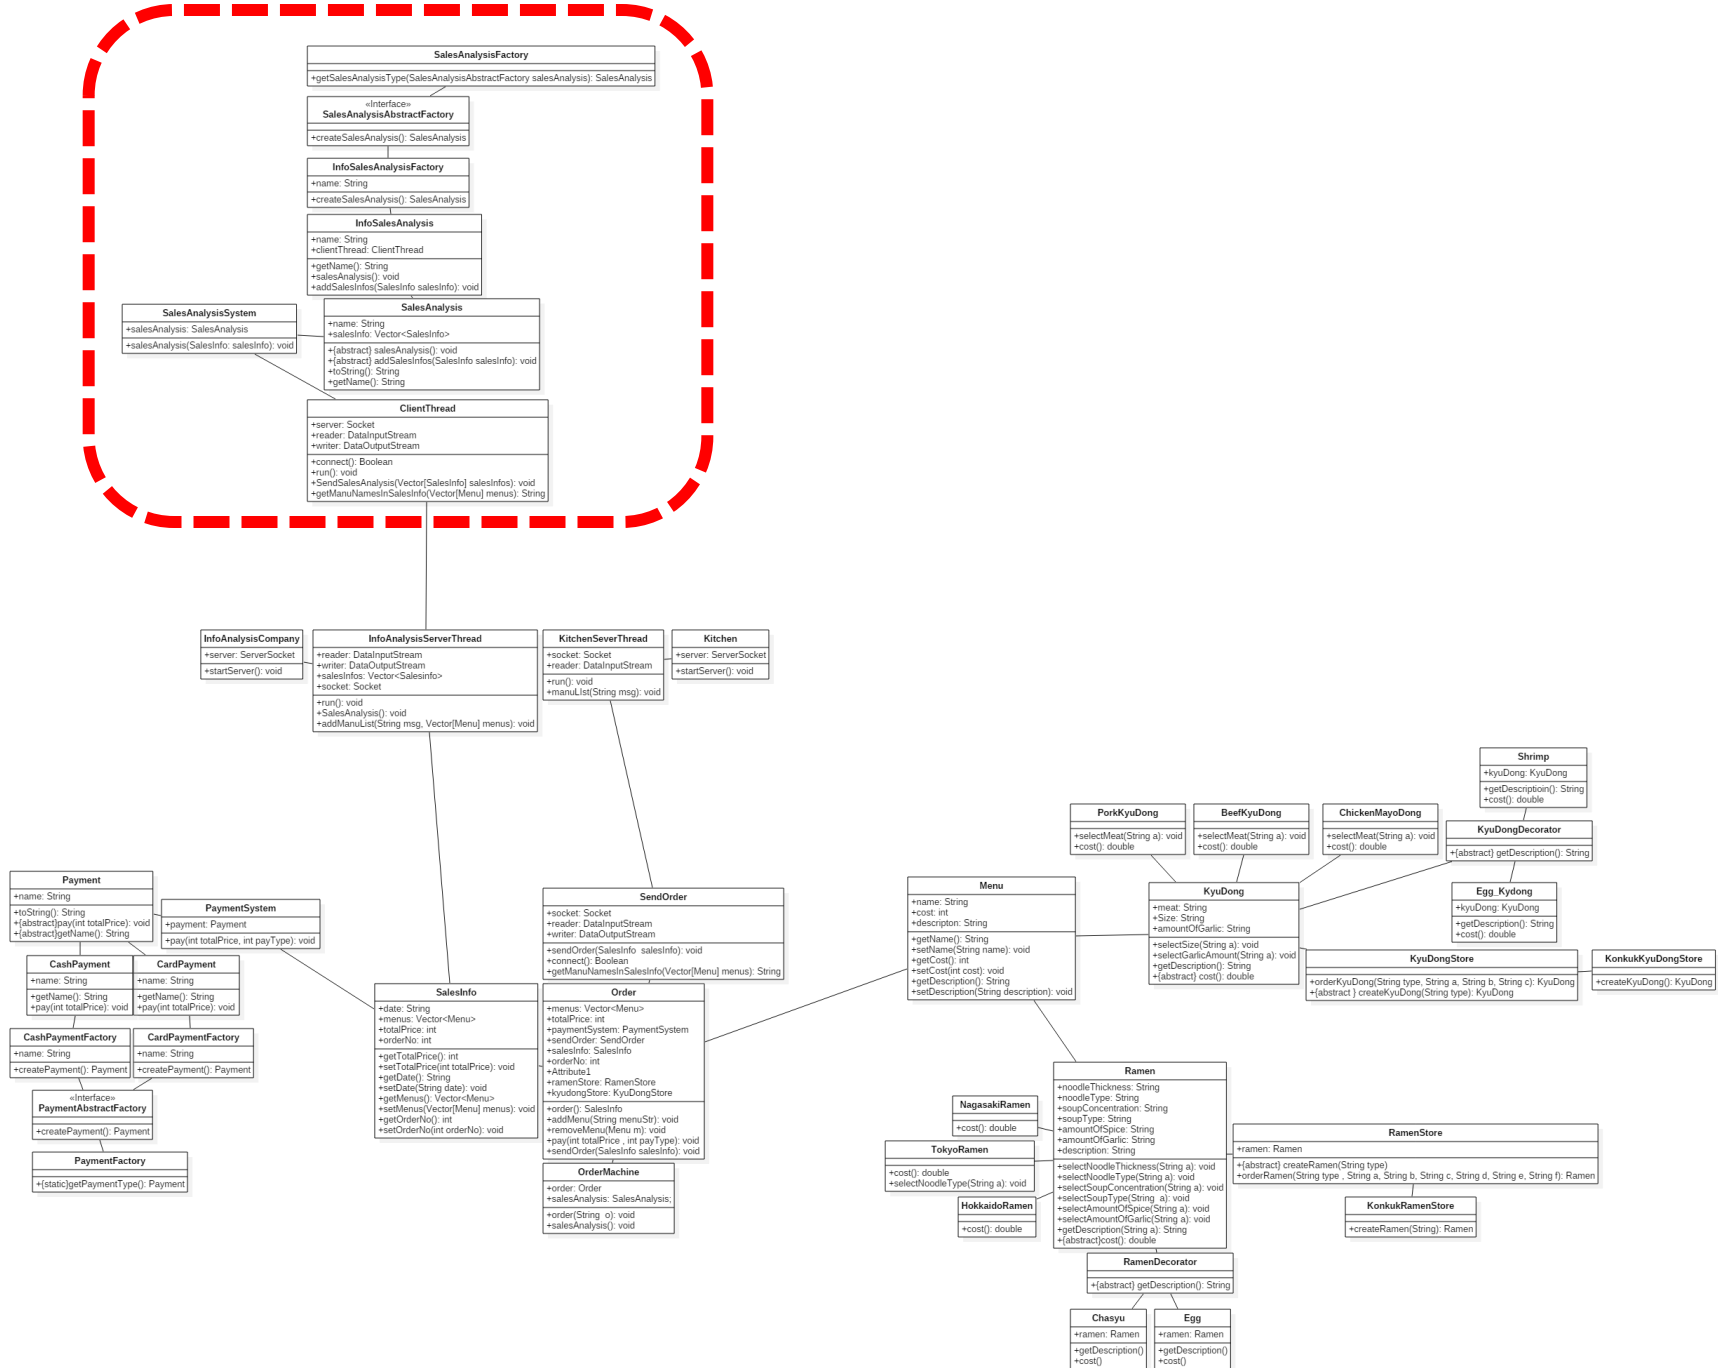 SalesAnalysisFactory
+getSalesAnalysisType(SalesAnalysisAbstractFactory salesAnalysis): SalesAnalysis
«Interface»
SalesAnalysisAbstractFactory
+createSalesAnalysis(): SalesAnalysis
InfoSalesAnalysisFactory
+name: String
+createSalesAnalysis(): SalesAnalysis
InfoSalesAnalysis
+name: String
+clientThread: ClientThread
+getName(): String
+salesAnalysis(): void
+addSalesInfos(SalesInfo salesInfo): void
SalesAnalysisSystem
+salesAnalysis: SalesAnalysis
+salesAnalysis(SalesInfo: salesInfo): void
SalesAnalysis
+name: String
+salesInfo: Vector<SalesInfo>
+{abstract} salesAnalysis(): void
+{abstract} addSalesInfos(SalesInfo salesInfo): void
+toString(): String
+getName(): String
ClientThread
+server: Socket
+reader: DataInputStream
+writer: DataOutputStream
+connect(): Boolean
+run(): void
+SendSalesAnalysis(Vector[SalesInfo] salesInfos): void
+getManuNamesInSalesInfo(Vector[Menu] menus): String
InfoAnalysisCompany
+server: ServerSocket
+startServer(): void
InfoAnalysisServerThread
+reader: DataInputStream
+writer: DataOutputStream
+salesInfos: Vector<Salesinfo>
+socket: Socket
+run(): void
+SalesAnalysis(): void
+addManuList(String msg, Vector[Menu] menus): void
KitchenSeverThread
+socket: Socket
+reader: DataInputStream
+run(): void
+manuLIst(String msg): void
Kitchen
+server: ServerSocket
+startServer(): void
Shrimp
+kyuDong: KyuDong
+getDescriptioin(): String
+cost(): double
PorkKyuDong
+selectMeat(String a): void
+cost(): double
BeefKyuDong
+selectMeat(String a): void
+cost(): double
ChickenMayoDong
+selectMeat(String a): void
+cost(): double
KyuDongDecorator
+{abstract} getDescription(): String
Payment
+name: String
+toString(): String
+{abstract}pay(int totalPrice): void
+{abstract}getName(): String
PaymentSystem
+payment: Payment
+pay(int totalPrice, int payType): void
SendOrder
+socket: Socket
+reader: DataInputStream
+writer: DataOutputStream
+sendOrder(SalesInfo  salesInfo): void
+connect(): Boolean
+getManuNamesInSalesInfo(Vector[Menu] menus): String
Menu
+name: String
+cost: int
+descripton: String
+getName(): String
+setName(String name): void
+getCost(): int
+setCost(int cost): void
+getDescription(): String
+setDescription(String description): void
KyuDong
+meat: String
+Size: String
+amountOfGarlic: String
+selectSize(String a): void
+selectGarlicAmount(String a): void
+getDescription(): String
+{abstract} cost(): double
Egg_Kydong
+kyuDong: KyuDong
+getDescription(): String
+cost(): double
KyuDongStore
+orderKyuDong(String type, String a, String b, String c): KyuDong
+{abstract } createKyuDong(String type): KyuDong
KonkukKyuDongStore
+createKyuDong(): KyuDong
CashPayment
+name: String
+getName(): String
+pay(int totalPrice): void
CardPayment
+name: String
+getName(): String
+pay(int totalPrice): void
CashPaymentFactory
+name: String
+createPayment(): Payment
CardPaymentFactory
+name: String
+createPayment(): Payment
«Interface»
PaymentAbstractFactory
+createPayment(): Payment
PaymentFactory
+{static}getPaymentType(): Payment
SalesInfo
+date: String
+menus: Vector<Menu>
+totalPrice: int
+orderNo: int
+getTotalPrice(): int
+setTotalPrice(int totalPrice): void
+getDate(): String
+setDate(String date): void
+getMenus(): Vector<Menu>
+setMenus(Vector[Menu] menus): void
+getOrderNo(): int
+setOrderNo(int orderNo): void
Order
+menus: Vector<Menu>
+totalPrice: int
+paymentSystem: PaymentSystem
+sendOrder: SendOrder
+salesInfo: SalesInfo
+orderNo: int
+Attribute1
+ramenStore: RamenStore
+kyudongStore: KyuDongStore
+order(): SalesInfo
+addMenu(String menuStr): void
+removeMenu(Menu m): void
+pay(int totalPrice , int payType): void
+sendOrder(SalesInfo salesInfo): void
OrderMachine
+order: Order
+salesAnalysis: SalesAnalysis;
+order(String  o): void
+salesAnalysis(): void
Ramen
+noodleThickness: String
+noodleType: String
+soupConcentration: String
+soupType: String
+amountOfSpice: String
+amountOfGarlic: String
+description: String
+selectNoodleThickness(String a): void
+selectNoodleType(String a): void
+selectSoupConcentration(String a): void
+selectSoupType(String  a): void
+selectAmountOfSpice(String a): void
+selectAmountOfGarlic(String a): void
+getDescription(String a): String
+{abstract}cost(): double
NagasakiRamen
+cost(): double
TokyoRamen
+cost(): double
+selectNoodleType(String a): void
HokkaidoRamen
+cost(): double
RamenStore
+ramen: Ramen
+{abstract} createRamen(String type)
+orderRamen(String type , String a, String b, String c, String d, String e, String f): Ramen
KonkukRamenStore
+createRamen(String): Ramen
RamenDecorator
+{abstract} getDescription(): String
Chasyu
+ramen: Ramen
+getDescription()
+cost()
Egg
+ramen: Ramen
+getDescription()
+cost()